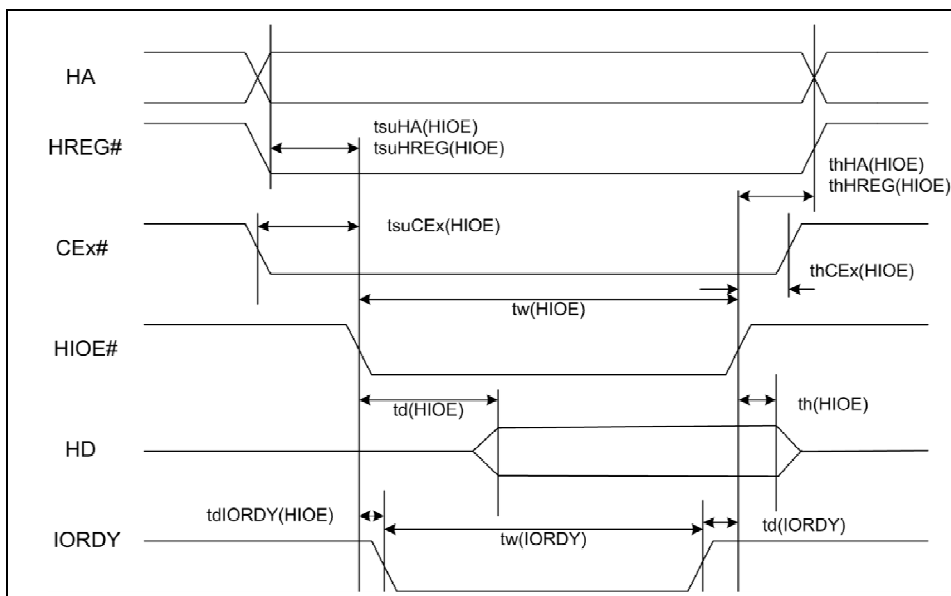 HA
tsuHA(HIOE)
HREG#
tsuHREG(HIOE)
thHA(HIOE)
thHREG(HIOE)
tsuCEx(HIOE)
CEx#
thCEx(HIOE)
tw(HIOE)
HIOE#
td(HIOE)
th(HIOE)
HD
tdIORDY(HIOE)
tw(IORDY)
td(IORDY)
IORDY